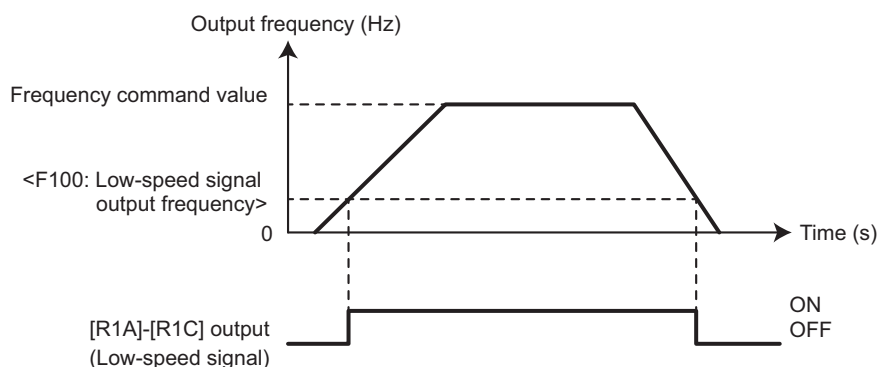 Output frequency (Hz)
Frequency command value
<F100: Low-speed signal
output frequency>
0
Time (s)
[R1A]-[R1C] output
(Low-speed signal)
ON
OFF